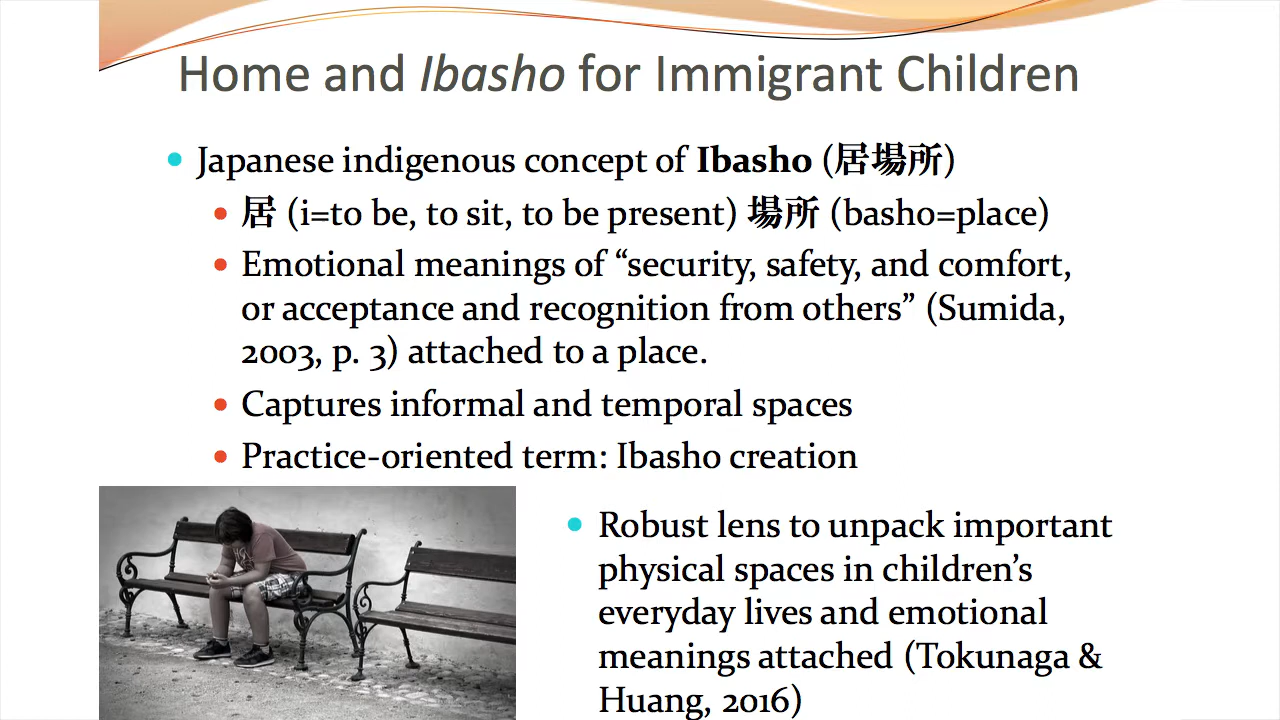 Home and Ibasho for Immigrant Children
Japanese indigenous concept of Ibasho (居場所)
居 (i=to be, to sit, to be present) 場所 (basho=place)
Emotional meanings of “security, safety, and comfort,
or acceptance and recognition from others” (Sumida,
2003, p. 3) attached to a place.
Captures informal and temporal spaces
Practice-oriented term: Ibasho creation
Robust lens to unpack important
physical spaces in children’s
everyday lives and emotional
meanings attached (Tokunaga &
Huang, 2016)